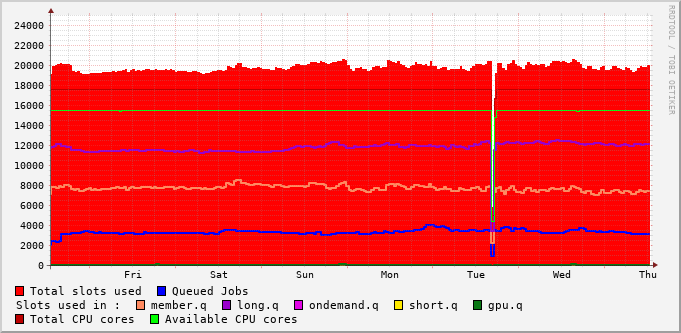 RRDTOOL / TOBI OETIKER
24000
22000
20000
18000
16000
14000
12000
10000
8000
6000
4000
2000
0
Fri Sat Sun Mon Tue Wed Thu
Total slots used Queued Jobs
Slots used in : member.q long.q ondemand.q short.q gpu.q
Total CPU cores Available CPU cores